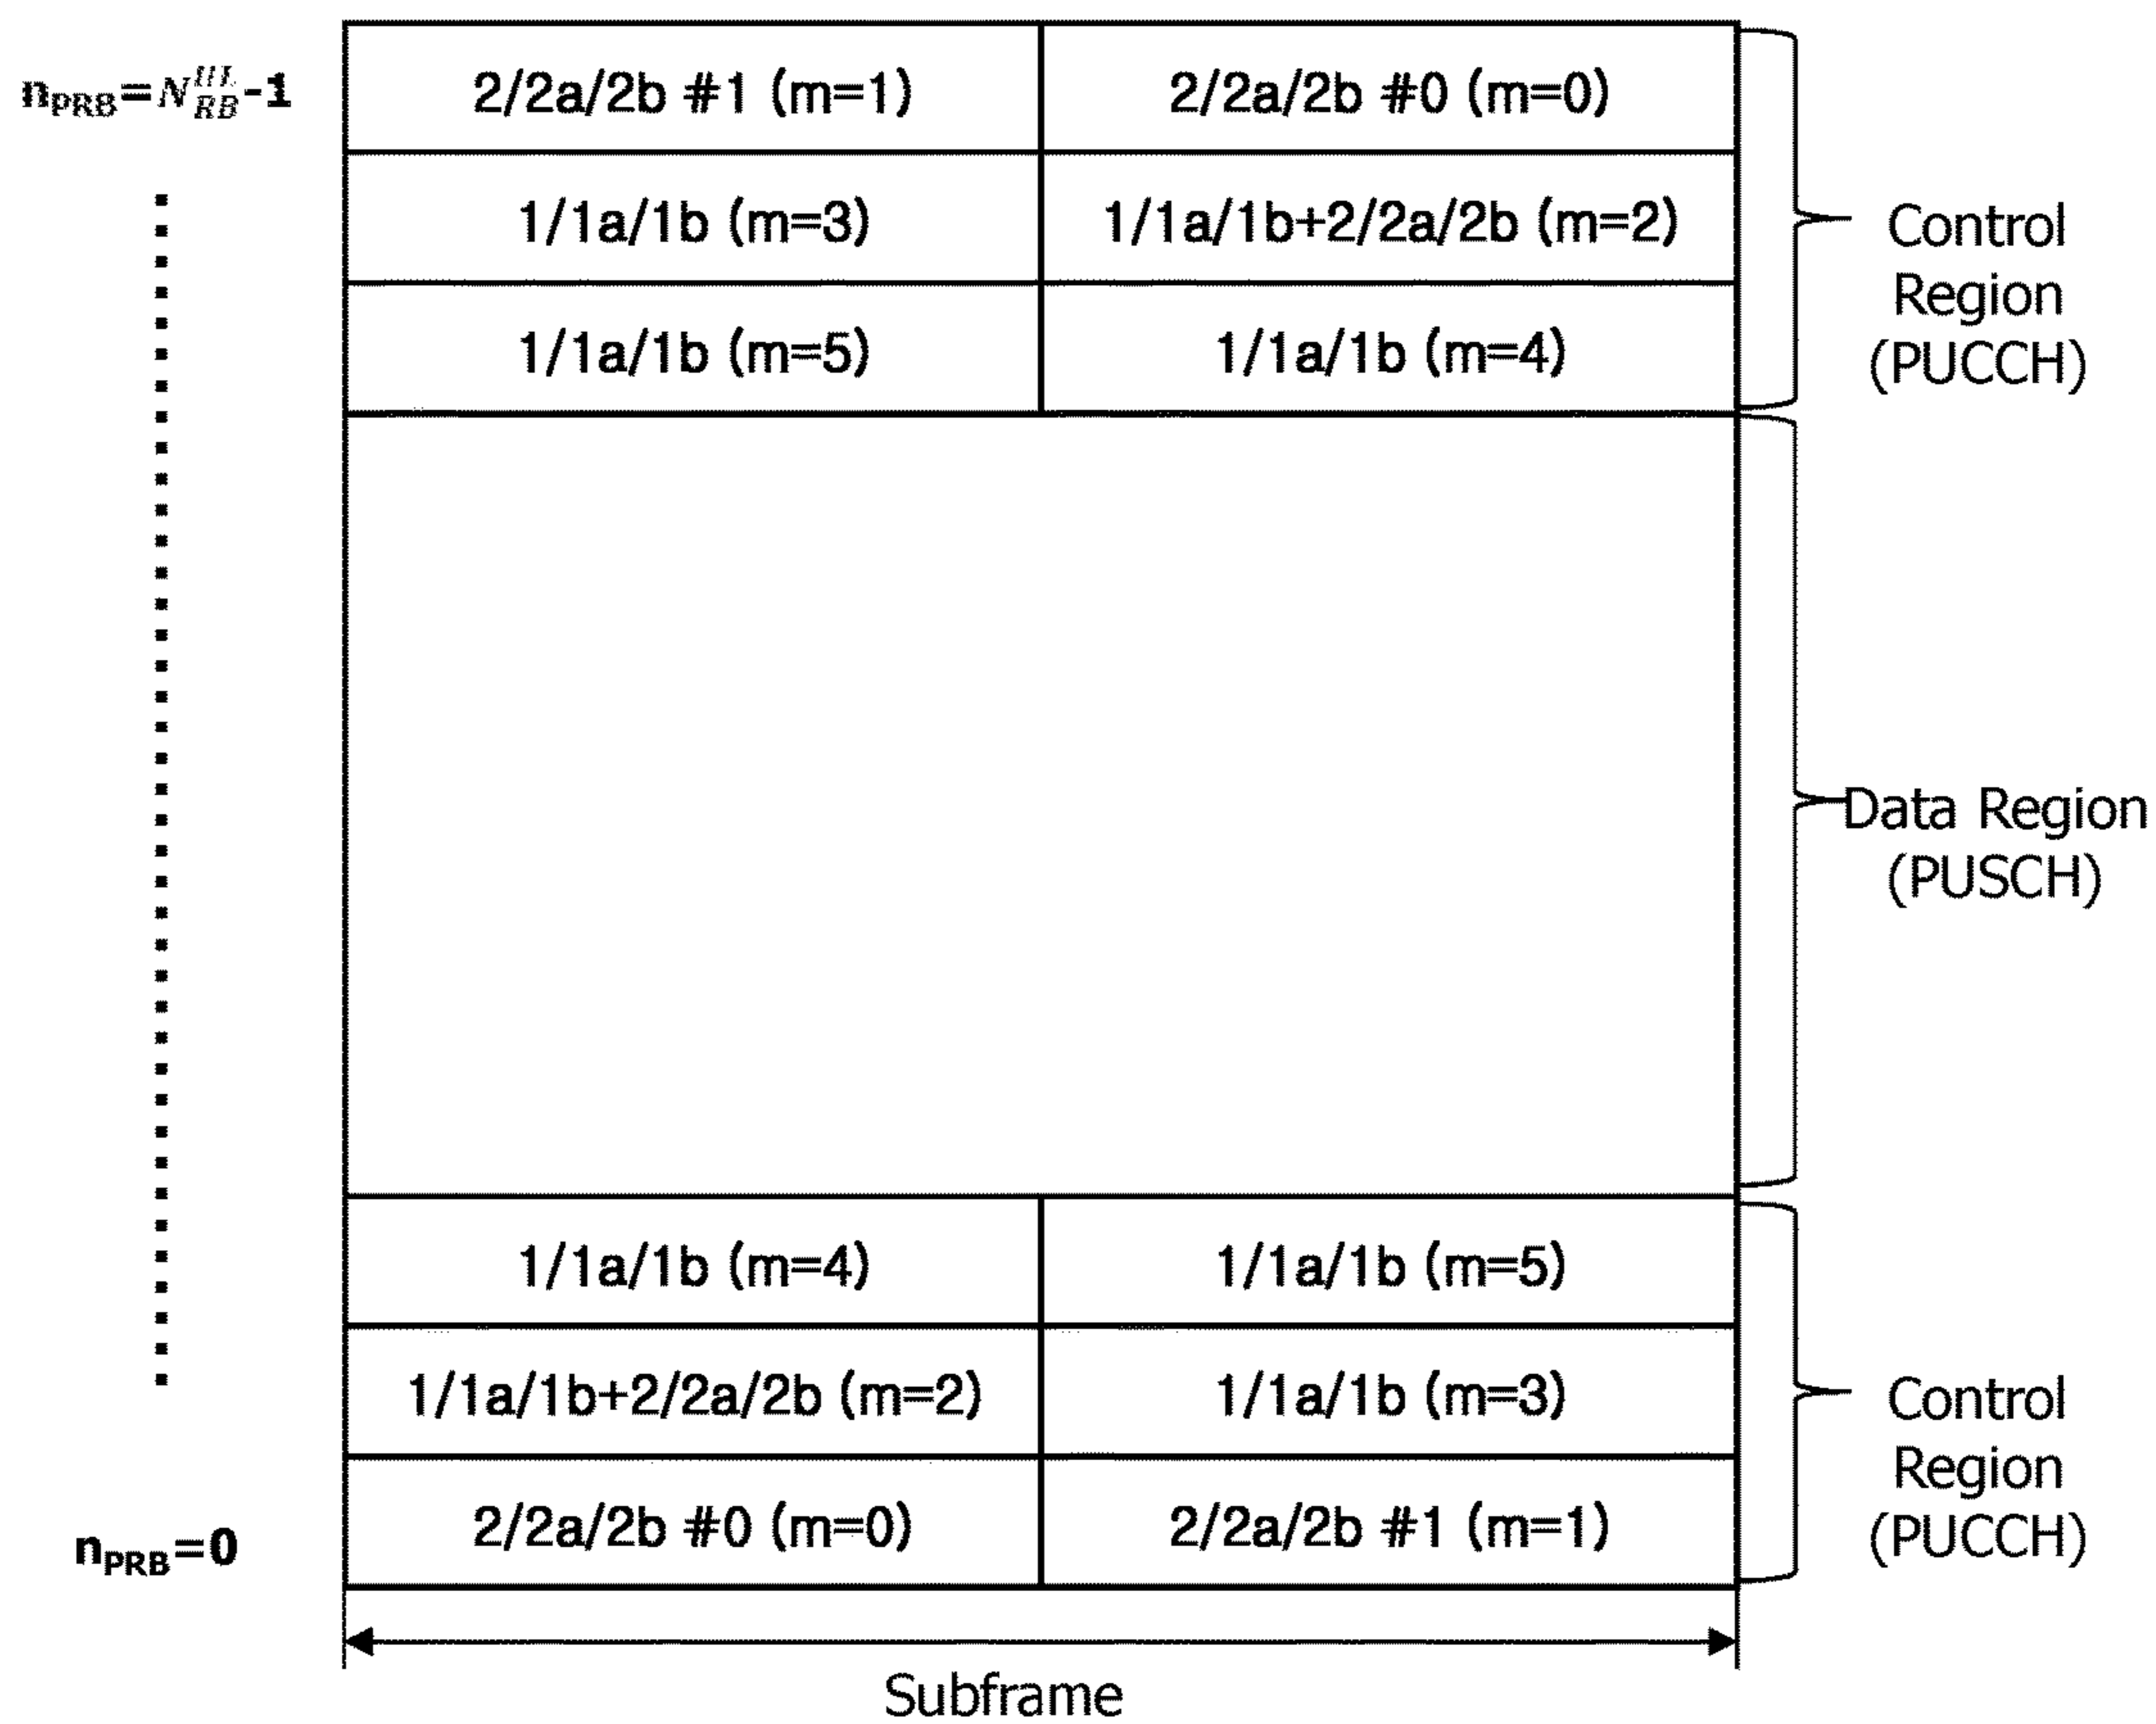 n_PRB=N_RB^UL-1
2/2a/2b #1 (m=1)
2/2a/2b #0 (m=0)
1/1a/1b (m=3)
1/1a/1b+2/2a/2b (m=2)
1/1a/1b (m=5)
1/1a/1b (m=4)
Control
Region
(PUCCH)
Data Region
(PUSCH)
1/1a/1b (m=4)
1/1a/1b (m=5)
1/1a/1b+2/2a/2b (m=2)
1/1a/1b (m=3)
2/2a/2b #0 (m=0)
2/2a/2b #1 (m=1)
Control
Region
(PUCCH)
n_PRB=0
Subframe